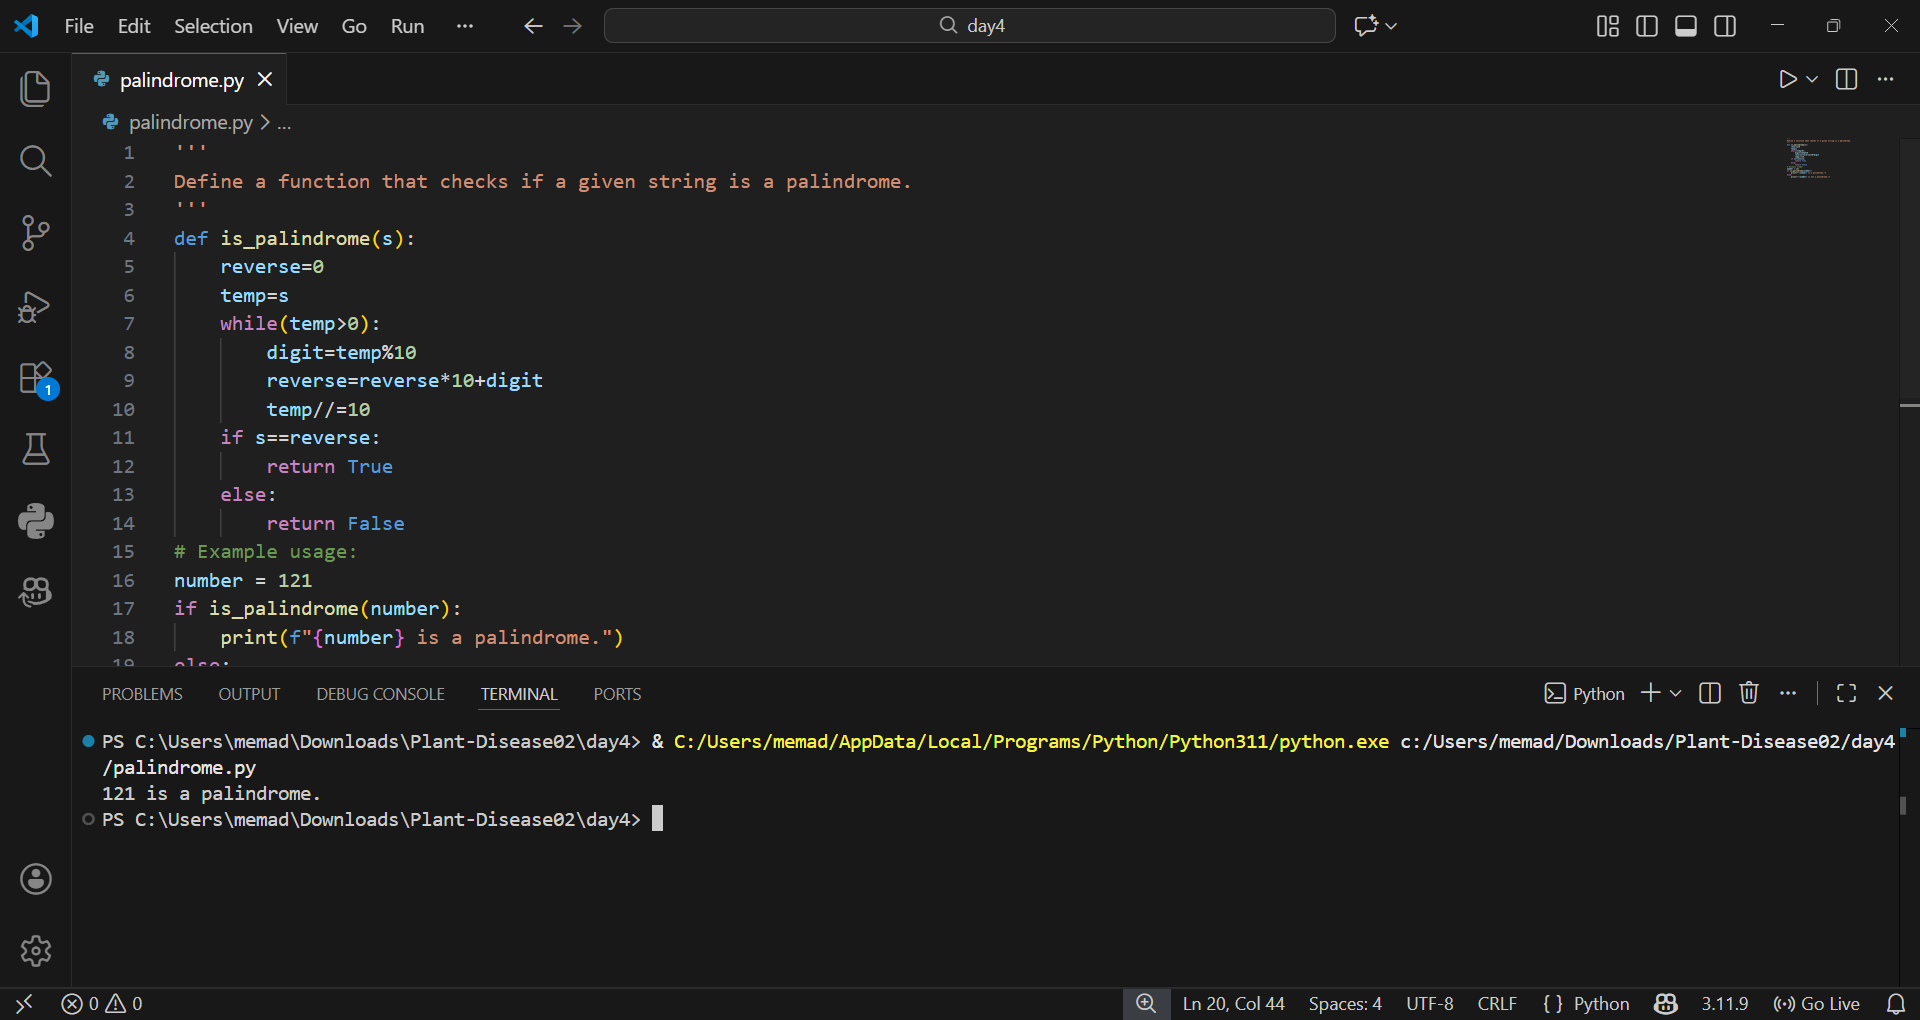 File Edit Selection View Go Run ··· day4
palindrome.py
palindrome.py > ...
1 '''
2 Define a function that checks if a given string is a palindrome.
3 '''
4 def is_palindrome(s):
5     reverse=0
6     temp=s
7     while(temp>0):
8         digit=temp%10
9         reverse=reverse*10+digit
10         temp//=10
11     if s==reverse:
12         return True
13     else:
14         return False
15 # Example usage:
16 number = 121
17 if is_palindrome(number):
18     print(f"{number} is a palindrome.")
19 else:
1
PROBLEMS OUTPUT DEBUG CONSOLE TERMINAL PORTS Python
PS C:\Users\memad\Downloads\Plant-Disease02\day4> & C:/Users/memad/AppData/Local/Programs/Python/Python311/python.exe c:/Users/memad/Downloads/Plant-Disease02/day4
/palindrome.py
121 is a palindrome.
PS C:\Users\memad\Downloads\Plant-Disease02\day4>
0 0 Ln 20, Col 44 Spaces: 4 UTF-8 CRLF { } Python 3.11.9 Go Live